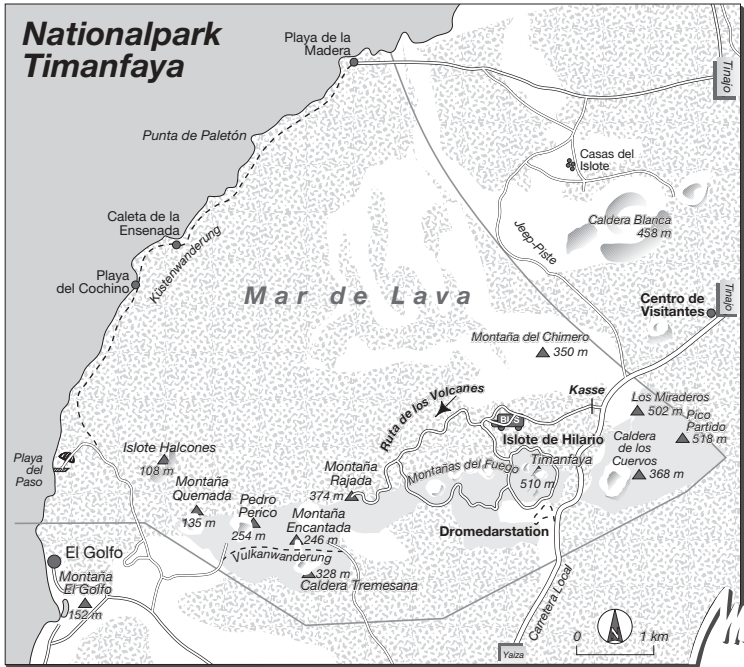 Nationalpark
Timanfaya
Playa de la
Madera
Tinajo
Punta de Paletón
Casas del
Islote
Caldera Blanca
458 m
Caleta de la
Ensenada
Küstenwanderung
Jeep-Piste
Playa
del Cochino
Mar de Lava
Centro de
Visitantes
Tinajo
Montaña del Chimero
350 m
Ruta de los Volcanes
Kasse
BUS
Los Miraderos
502 m
Pico
Partido
518 m
Islote de Hilario
Islote Halcones
108 m
Playa
del
Paso
Montaña
Rajada
374 m
Montañas del Fuego
Timanfaya
510 m
Caldera
de los
Cuervos
368 m
Montaña
Quemada
135 m
Pedro
Perico
254 m
Montaña
Encantada
246 m
Dromedarstation
El Golfo
Montaña
El Golfo
152 m
Vulkanwanderung
328 m
Caldera Tremesana
Carretera Local
Yaiza
0 1 km